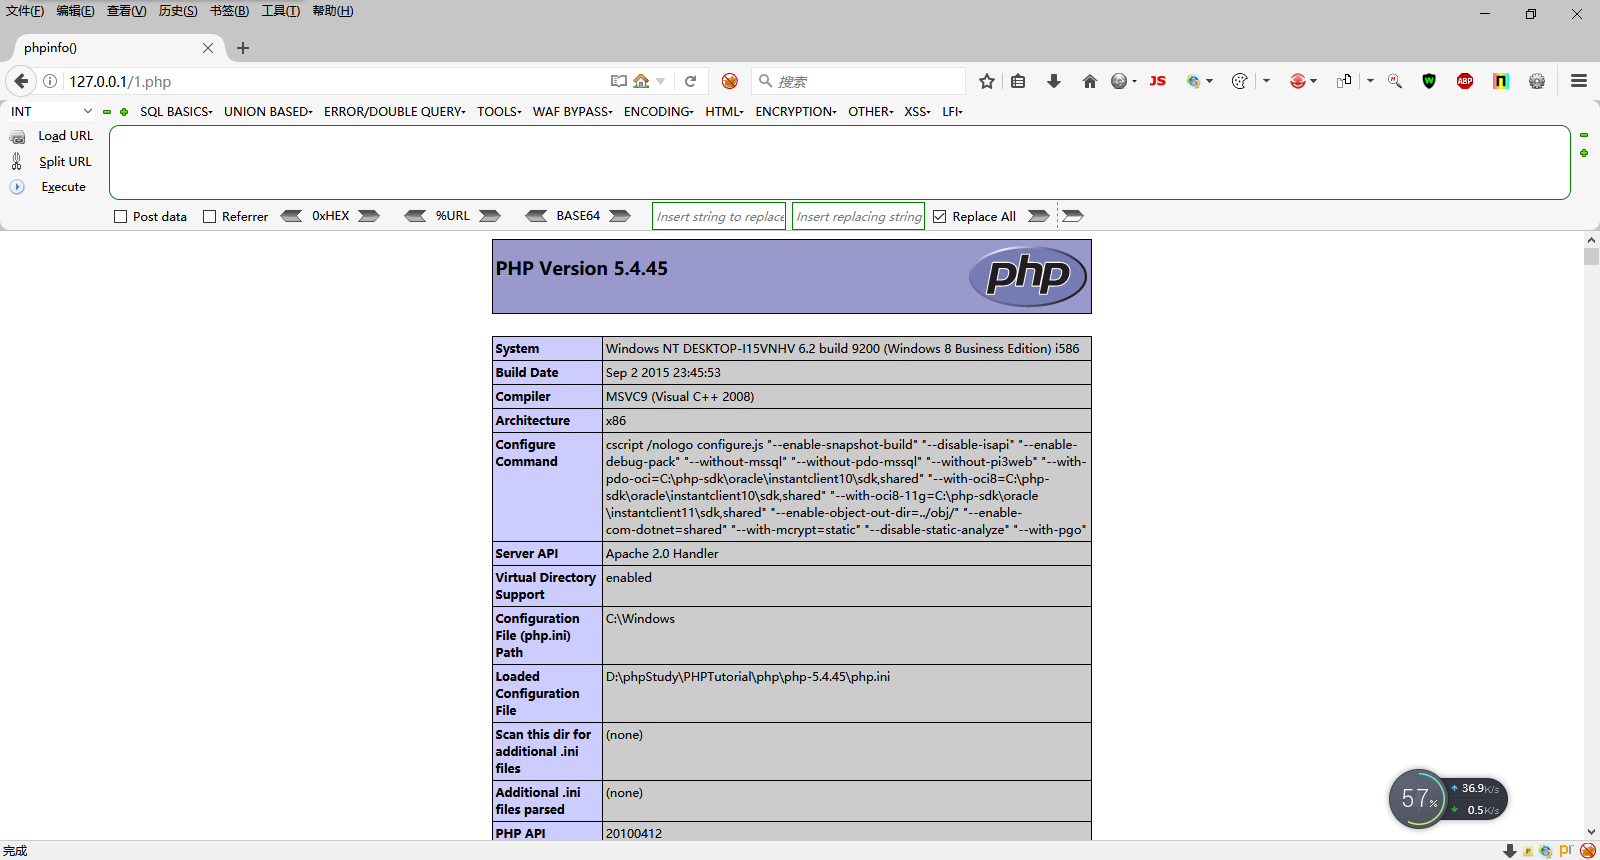 文件(F) 编辑(E) 查看(V) 历史(S) 书签(B) 工具(T) 帮助(H)
phpinfo()
127.0.0.1/1.php
搜索
JS
ABP
INT
SQL BASICS
UNION BASED
ERROR/DOUBLE QUERY
TOOLS
WAF BYPASS
ENCODING
HTML
ENCRYPTION
OTHER
XSS
LFI
Load URL
Split URL
Execute
Post data
Referrer
0xHEX
%URL
BASE64
Insert string to replace
Insert replacing string
Replace All
PHP Version 5.4.45
php
System
Windows NT DESKTOP-I15VNHV 6.2 build 9200 (Windows 8 Business Edition) i586
Build Date
Sep 2 2015 23:45:53
Compiler
MSVC9 (Visual C++ 2008)
Architecture
x86
Configure
Command
cscript /nologo configure.js "--enable-snapshot-build" "--disable-isapi" "--enable-
debug-pack" "--without-mssql" "--without-pdo-mssql" "--without-pi3web" "--with-
pdo-oci=C:\php-sdk\oracle\instantclient10\sdk,shared" "--with-oci8=C:\php-
sdk\oracle\instantclient10\sdk,shared" "--with-oci8-11g=C:\php-sdk\oracle
\instantclient11\sdk,shared" "--enable-object-out-dir=../obj/" "--enable-
com-dotnet=shared" "--with-mcrypt=static" "--disable-static-analyze" "--with-pgo"
Server API
Apache 2.0 Handler
Virtual Directory
Support
enabled
Configuration
File (php.ini)
Path
C:\Windows
Loaded
Configuration
File
D:\phpStudy\PHPTutorial\php\php-5.4.45\php.ini
Scan this dir for
additional .ini
files
(none)
Additional .ini
files parsed
(none)
PHP API
20100412
57%
36.9K/s
0.5K/s
完成
pr